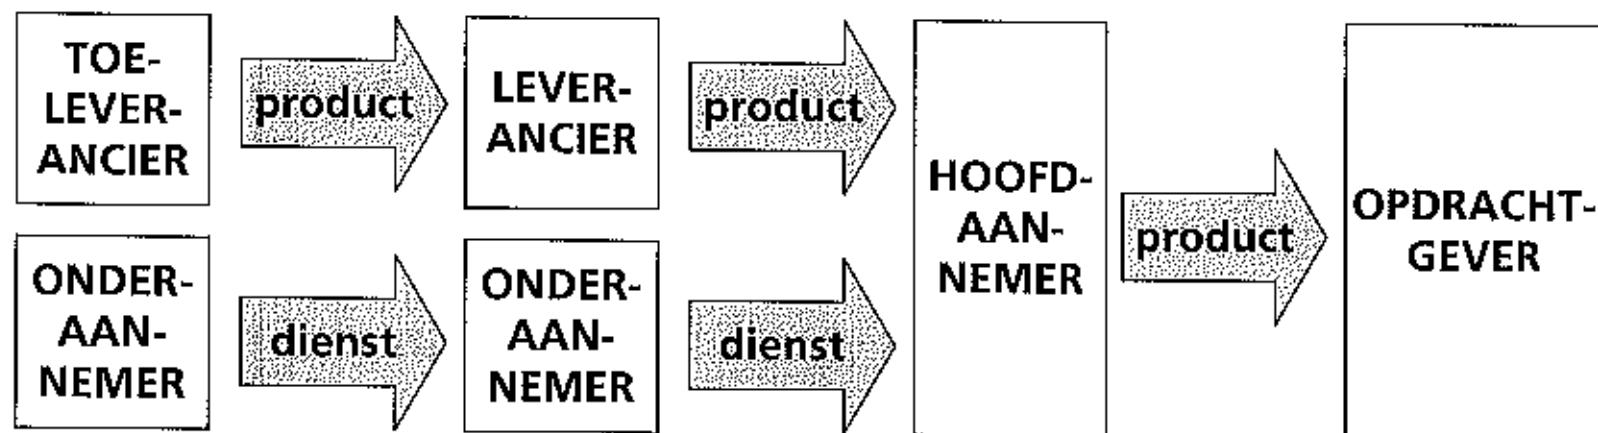 TOE-
LEVER-
ANCIER
product
LEVER-
ANCIER
product
ONDER-
AAN-
NEMER
dienst
ONDER-
AAN-
NEMER
dienst
HOOFD-
AAN-
NEMER
product
OPDRACHT-
GEVER